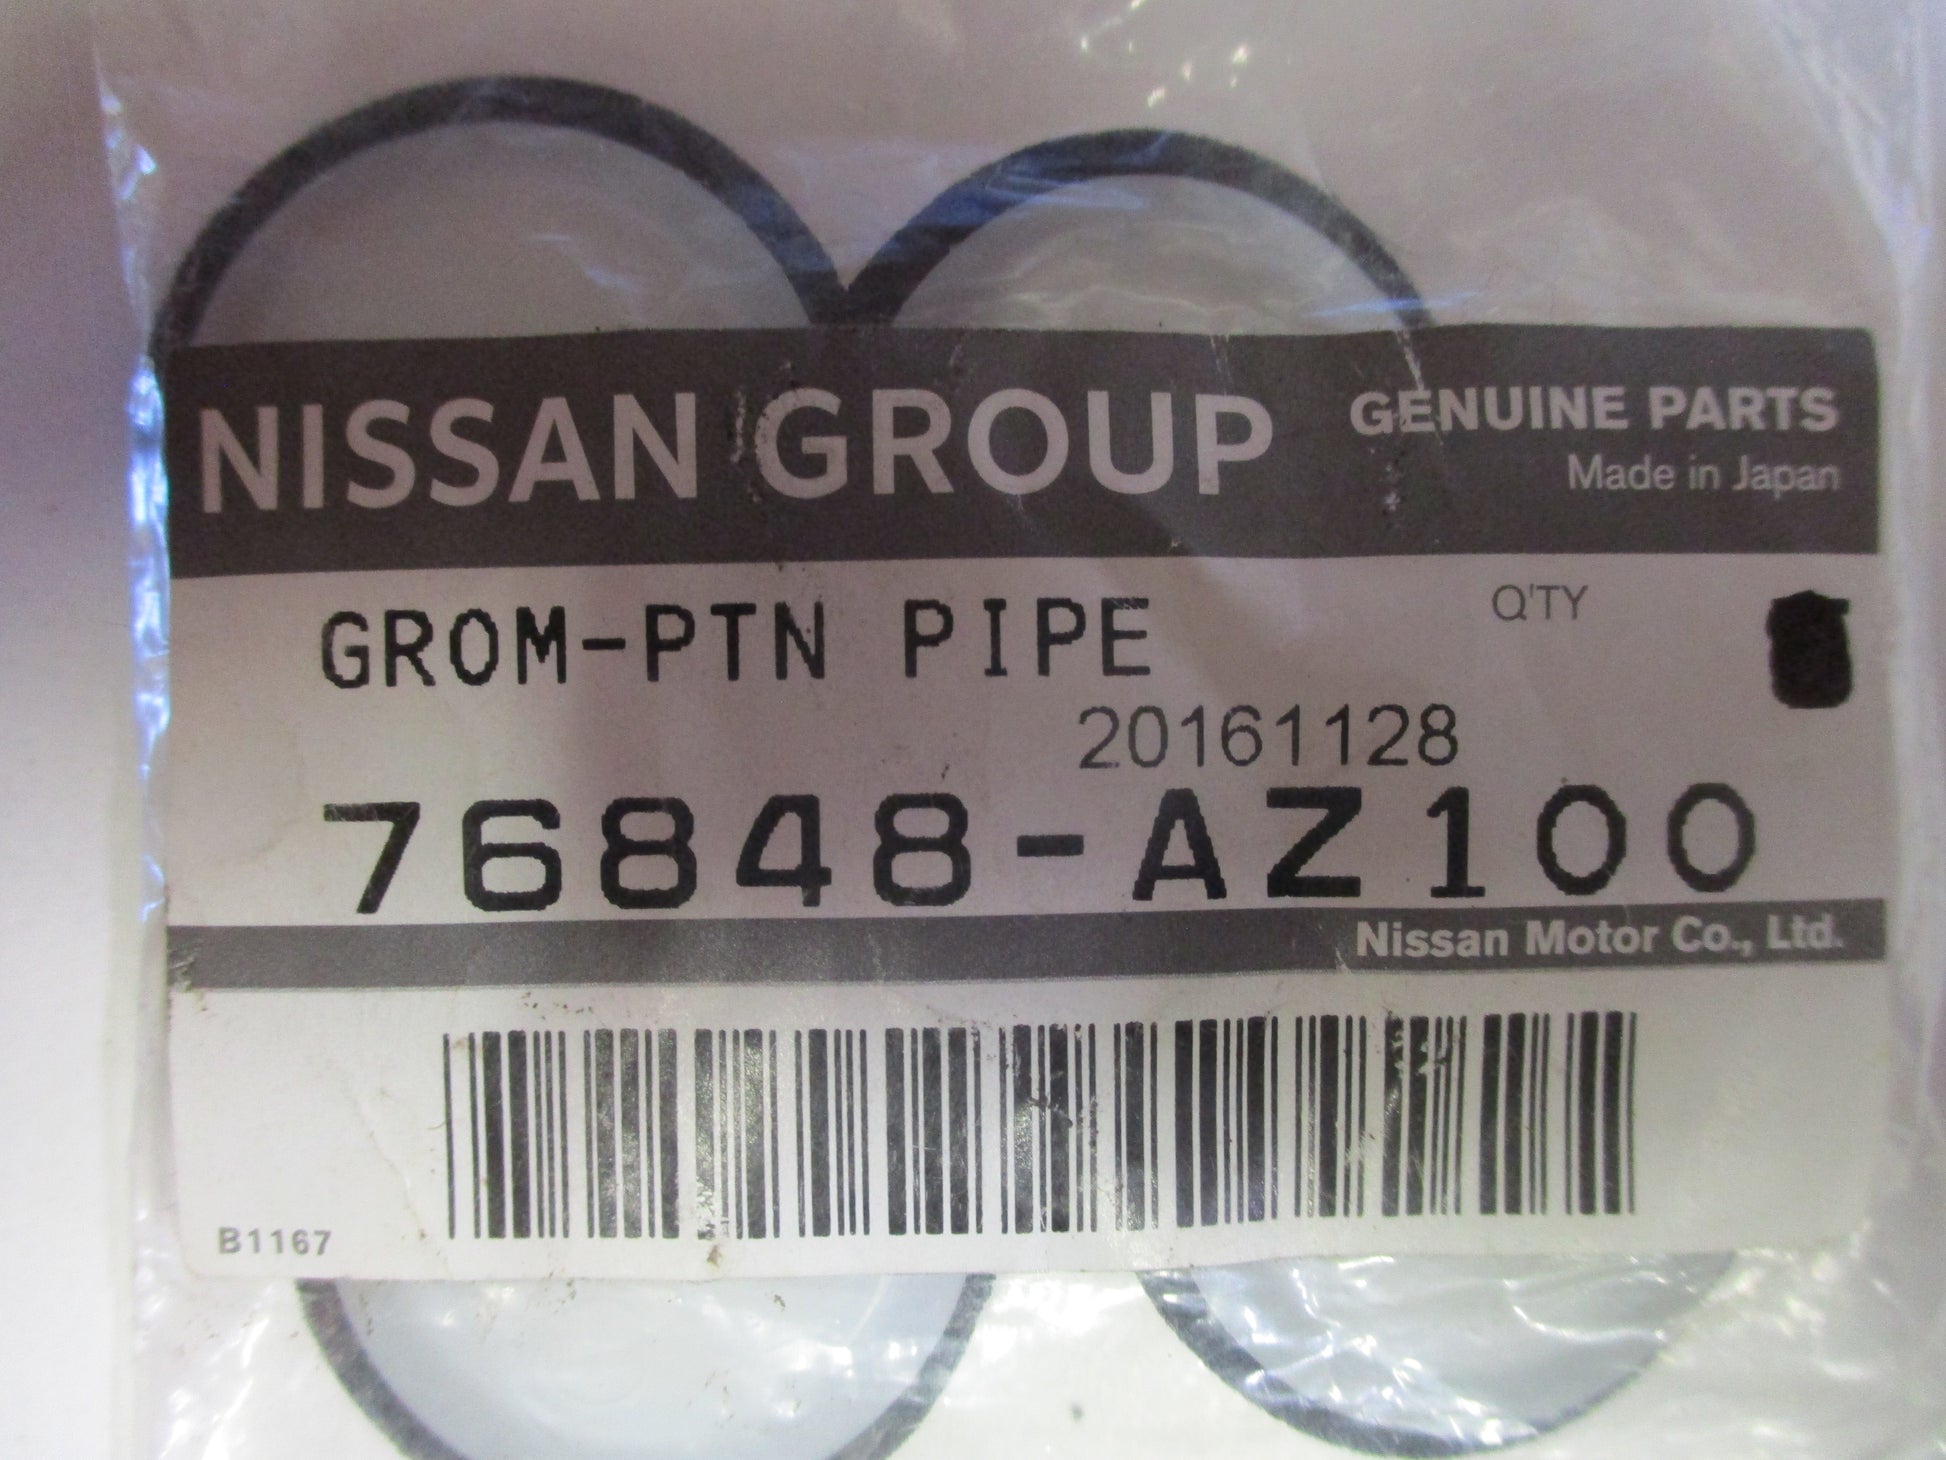 NISSAN GROUP
GENUINE PARTS
Made in Japan
GROM-PTN PIPE
Q'TY
20161128
76848-AZ100
Nissan Motor Co., Ltd.
B1167